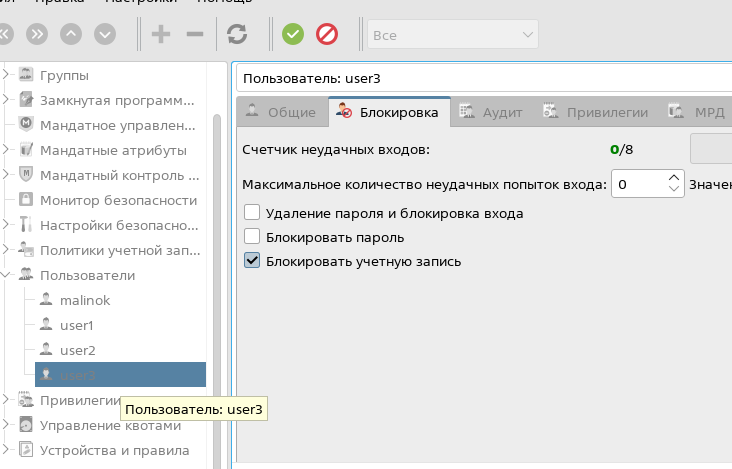 Правка Настройки
Все
Группы
Замкнутая программ...
Мандатное управлен...
Мандатные атрибуты
Мандатный контроль ...
Монитор безопасности
Настройки безопасно...
Политики учетной зап...
Пользователи
malinok
user1
user2
user3
Привилегии
Управление квотами
Устройства и правила
Пользователь: user3
Пользователь: user3
Общие Блокировка Аудит Привилегии МРД
Счетчик неудачных входов: 0/8
Максимальное количество неудачных попыток входа: 0 Значен
Удаление пароля и блокировка входа
Блокировать пароль
Блокировать учетную запись